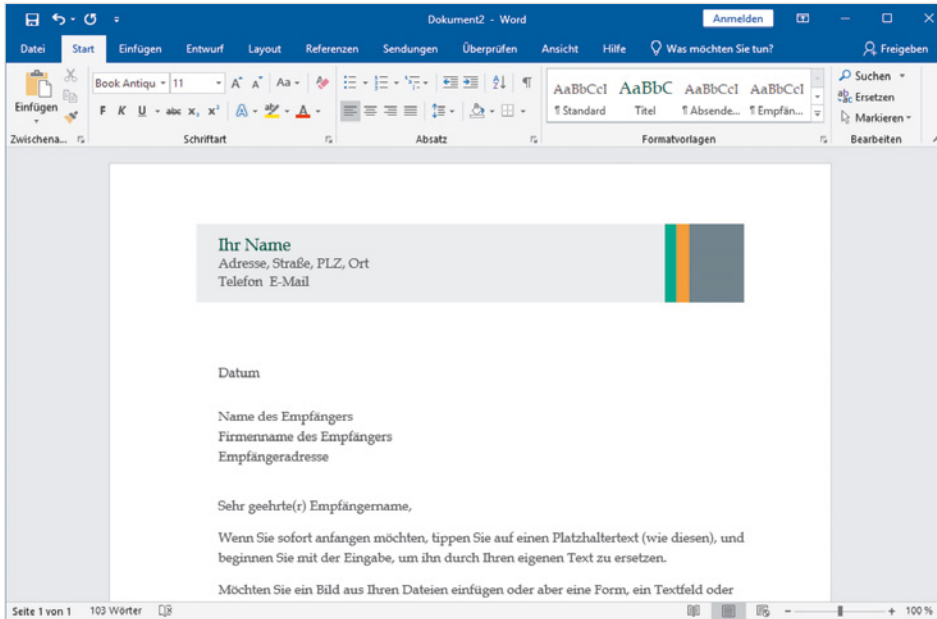 Dokument2 - Word
Anmelden
Datei Start Einfügen Entwurf Layout Referenzen Sendungen Überprüfen Ansicht Hilfe Was möchten Sie tun? Freigeben
Einfügen
Book Antiqu 11 A A Aa
F K U abc x₂ x² A aby A
AaBbCcI AaBbC AaBbCcI AaBbCcI
¶ Standard Titel ¶ Absende... ¶ Empfän...
Suchen
Ersetzen
Markieren
Zwischena... Schriftart Absatz Formatvorlagen Bearbeiten
Ihr Name
Adresse, Straße, PLZ, Ort
Telefon E-Mail
Datum
Name des Empfängers
Firmenname des Empfängers
Empfängeradresse
Sehr geehrte(r) Empfängername,
Wenn Sie sofort anfangen möchten, tippen Sie auf einen Platzhaltertext (wie diesen), und
beginnen Sie mit der Eingabe, um ihn durch Ihren eigenen Text zu ersetzen.
Möchten Sie ein Bild aus Ihren Dateien einfügen oder aber eine Form, ein Textfeld oder
Seite 1 von 1 103 Wörter 100 %